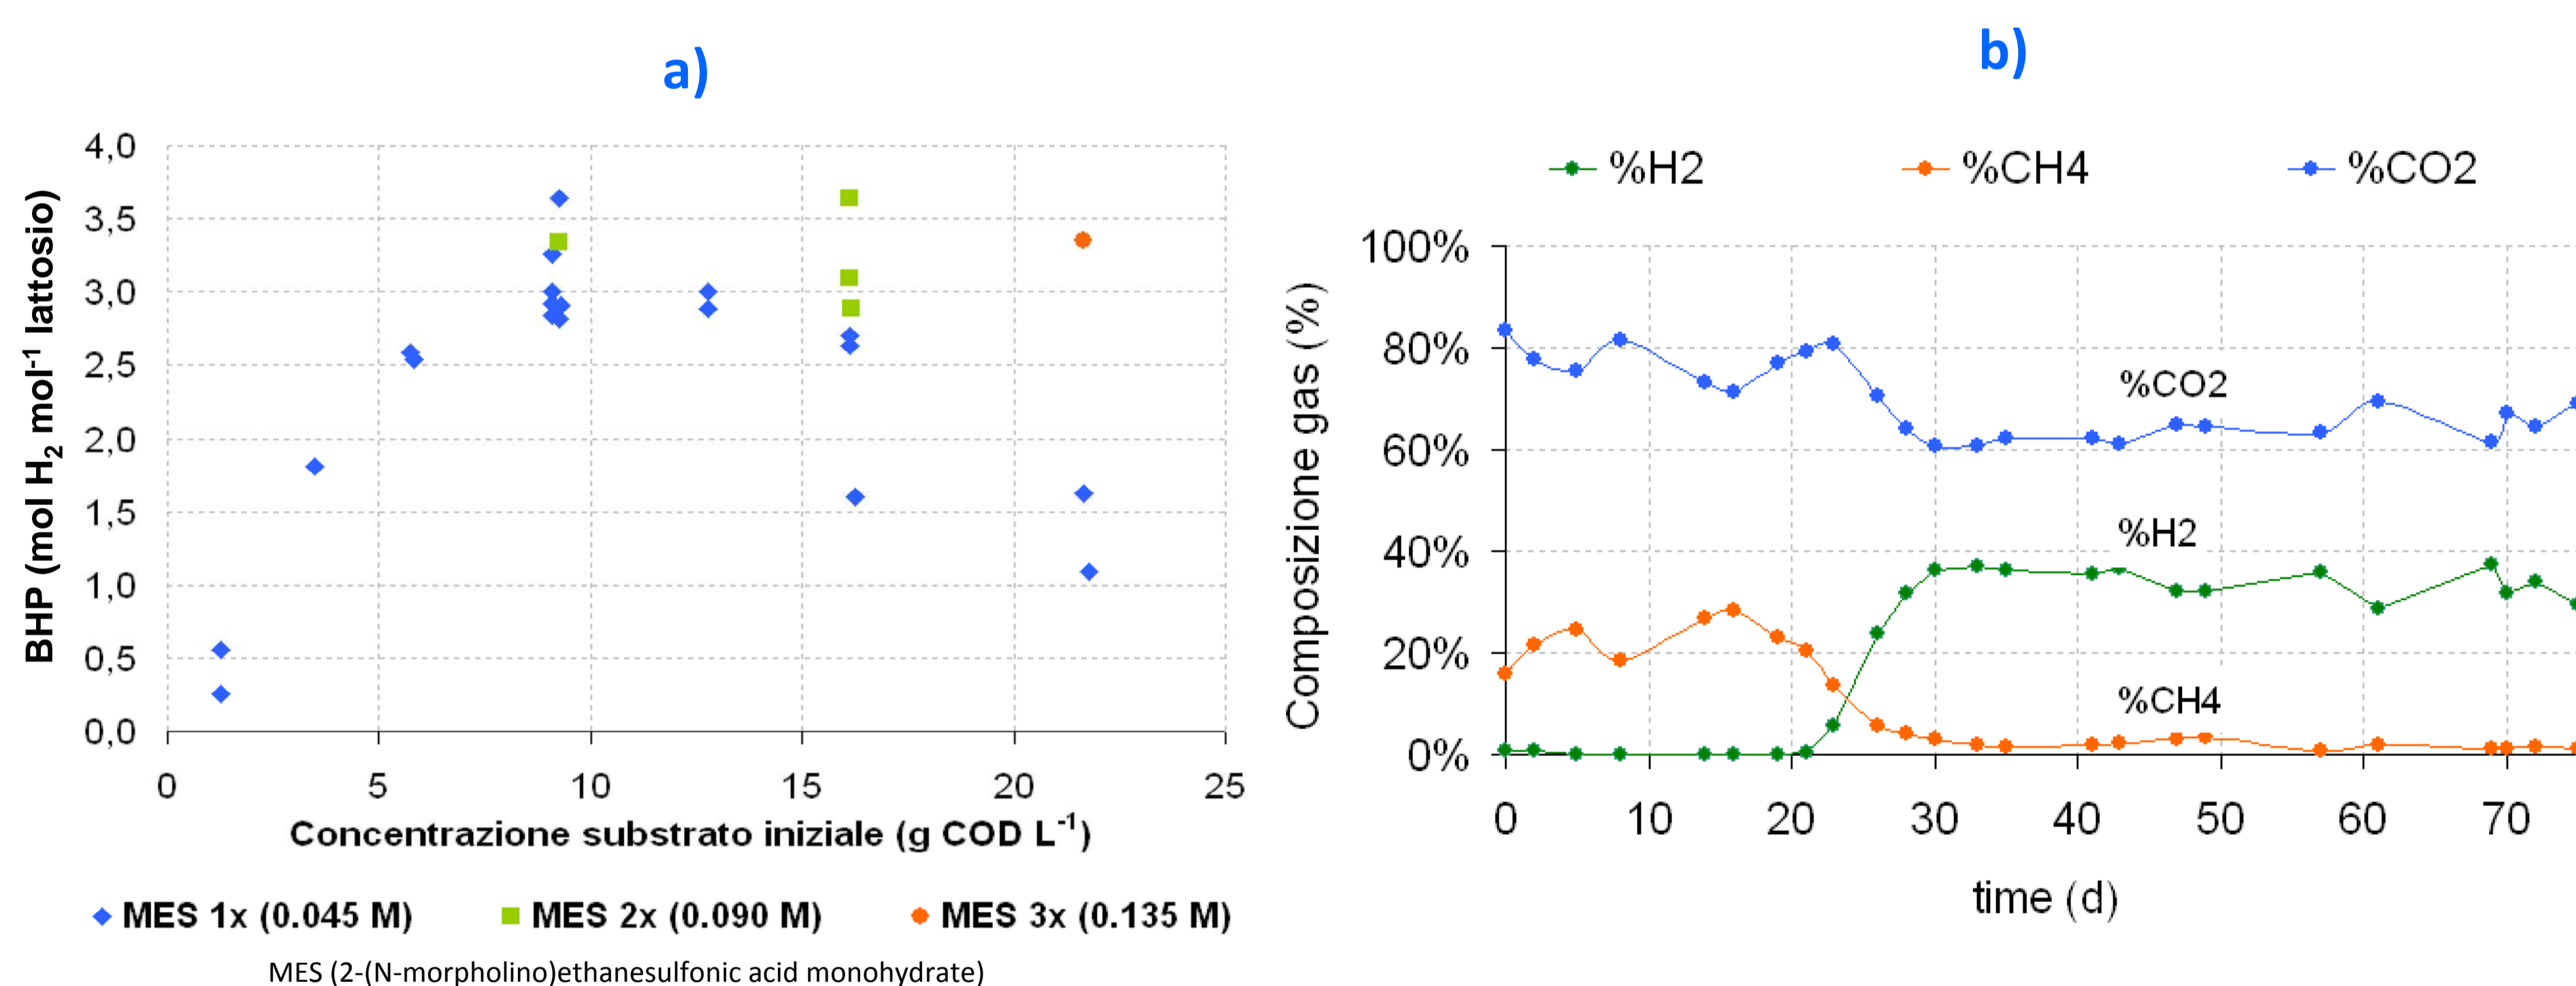 a)
4,0
3,5
3,0
2,5
2,0
1,5
1,0
0,5
0,0
BHP (mol H2 mol-1 lattosio)
0 5 10 15 20 25
Concentrazione substrato iniziale (g COD L-1)
MES 1x (0.045 M) MES 2x (0.090 M) MES 3x (0.135 M)
MES (2-(N-morpholino)ethanesulfonic acid monohydrate)
b)
%H2 %CH4 %CO2
100%
80%
60%
40%
20%
0%
Composizione gas (%)
%CO2
%H2
%CH4
0 10 20 30 40 50 60 70
time (d)